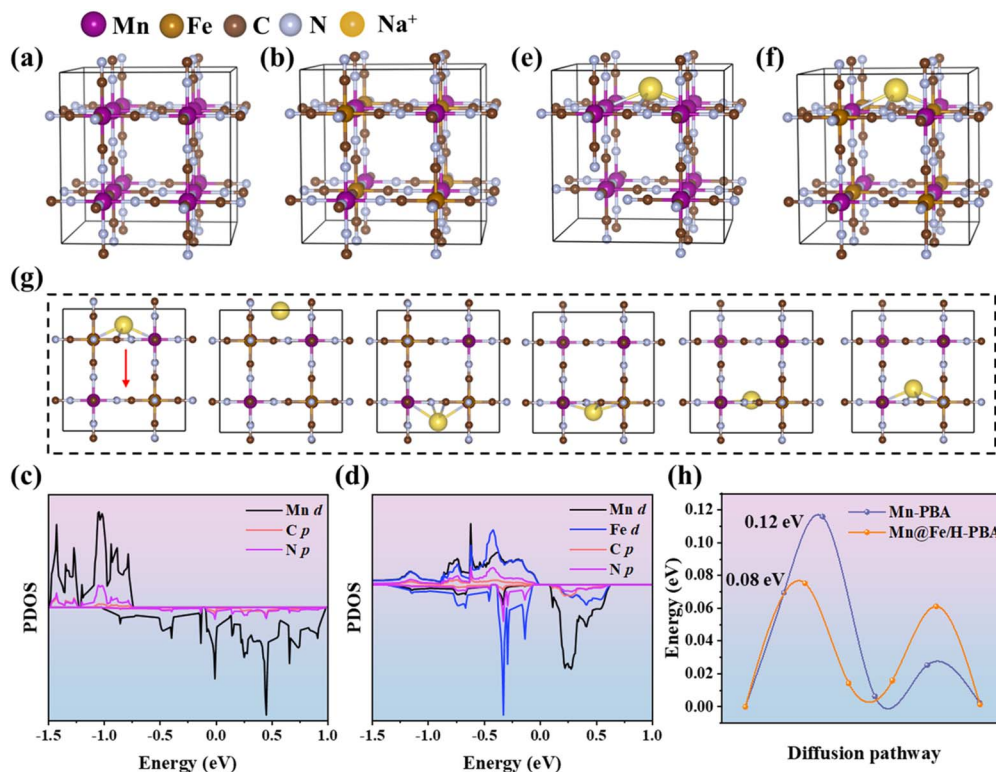 Mn Fe C N Na+
(a) (b) (e) (f)
(g)
(c) (d) (h)
Mn d
C p
N p
PDOS
-1.5 -1.0 -0.5 0.0 0.5 1.0
Energy (eV)
Mn d
Fe d
C p
N p
PDOS
-1.5 -1.0 -0.5 0.0 0.5 1.0
Energy (eV)
Mn-PBA
Mn@Fe/H-PBA
0.12 eV
0.08 eV
Energy (eV)
0.12
0.10
0.08
0.06
0.04
0.02
0.00
Diffusion pathway